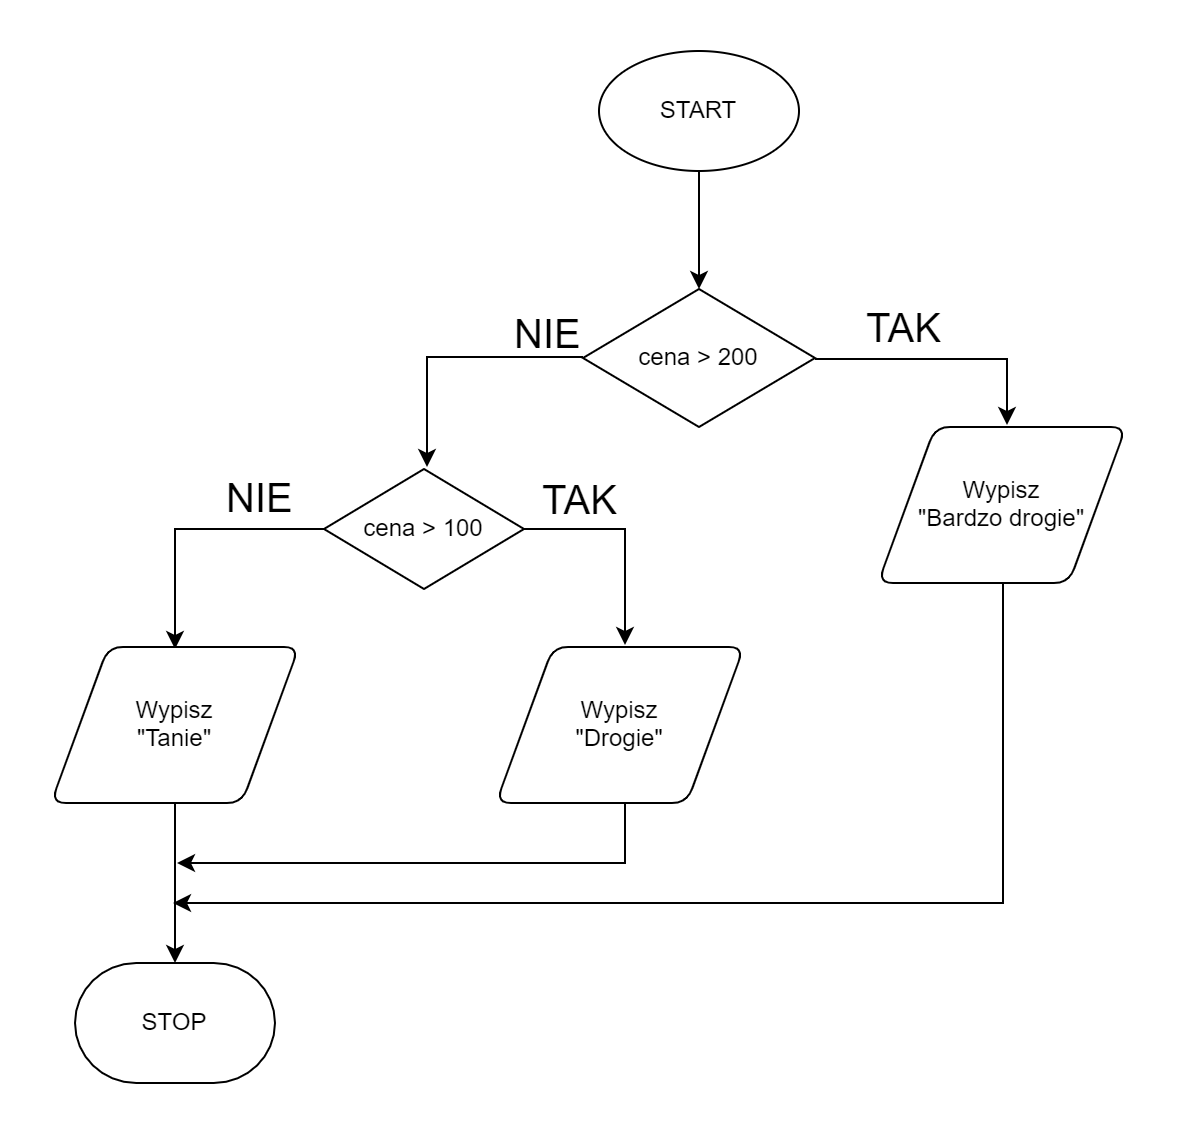 START
NIE
TAK
cena > 200
NIE
TAK
cena > 100
Wypisz
"Bardzo drogie"
Wypisz
"Tanie"
Wypisz
"Drogie"
STOP